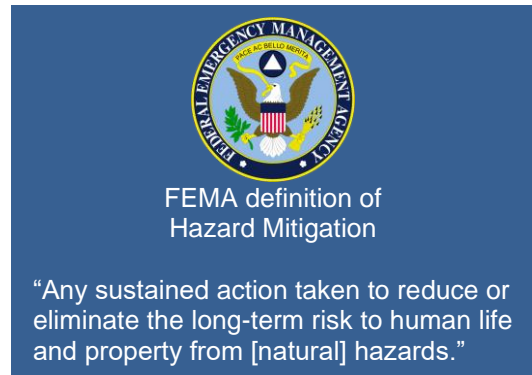 FEDERAL EMERGENCY MANAGEMENT AGENCY
PACE AC BELLO MERITA
FEMA definition of
Hazard Mitigation
“Any sustained action taken to reduce or
eliminate the long-term risk to human life
and property from [natural] hazards.”